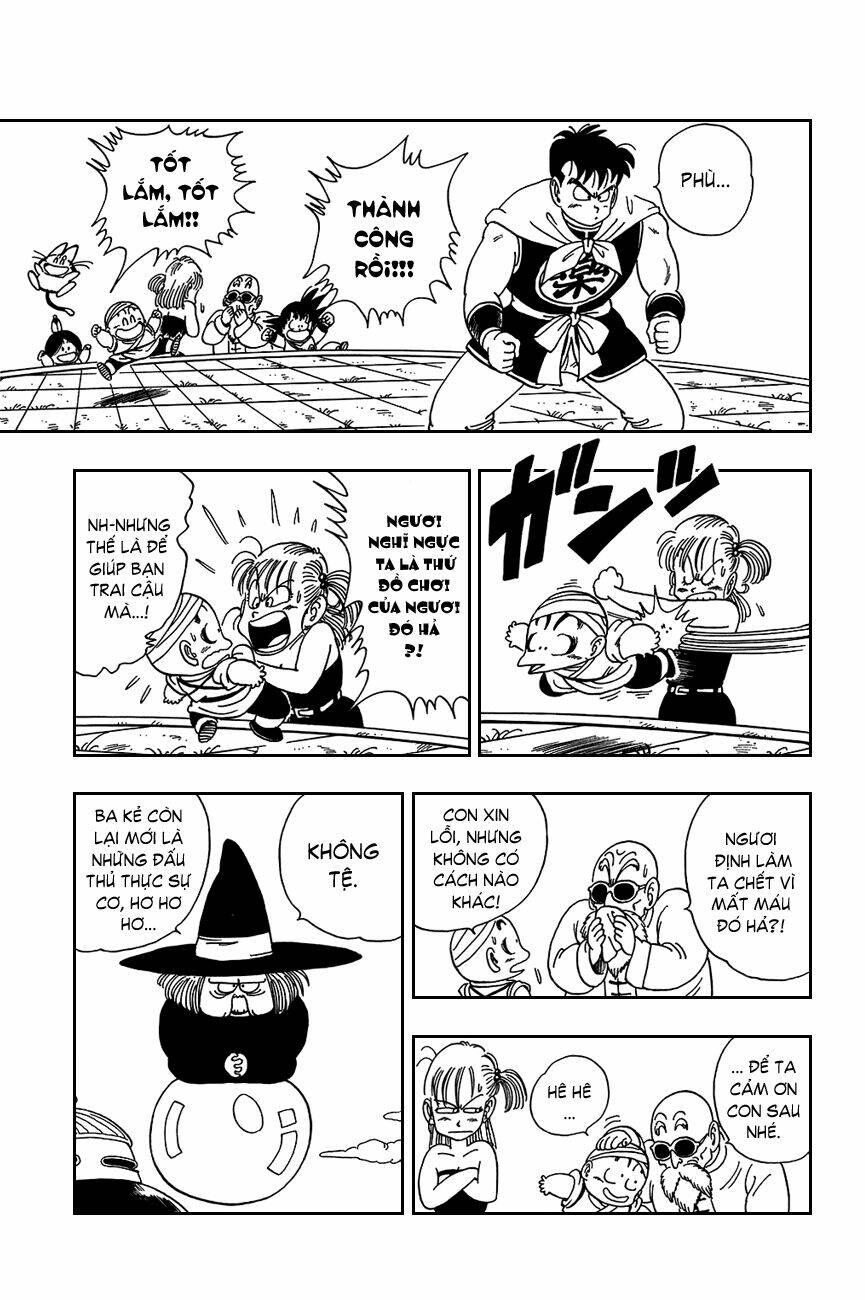 PHÙ...
THÀNH
CÔNG
RỒI!!!
TỐT
LẮM, TỐT
LẮM!!
楽
ガンッ
NGƯƠI
NGHĨ NGỰC
TA LÀ THỨ
ĐỒ CHƠI
CỦA NGƯƠI
ĐÓ HẢ
?!
NH-NHƯNG
THẾ LÀ ĐỂ
GIÚP BẠN
TRAI CẬU
MÀ...!
NGƯƠI
ĐỊNH LÀM
TA CHẾT VÌ
MẤT MÁU
ĐÓ HẢ?!
CON XIN
LỖI, NHƯNG
KHÔNG CÓ
CÁCH NÀO
KHÁC!
... ĐỂ TA
CẢM ƠN
CON SAU
NHÉ.
HÊ HÊ
...
KHÔNG
TỆ.
BA KẺ CÒN
LẠI MỚI LÀ
NHỮNG ĐẤU
THỦ THỰC SỰ
CƠ, HƠ HƠ
HƠ...